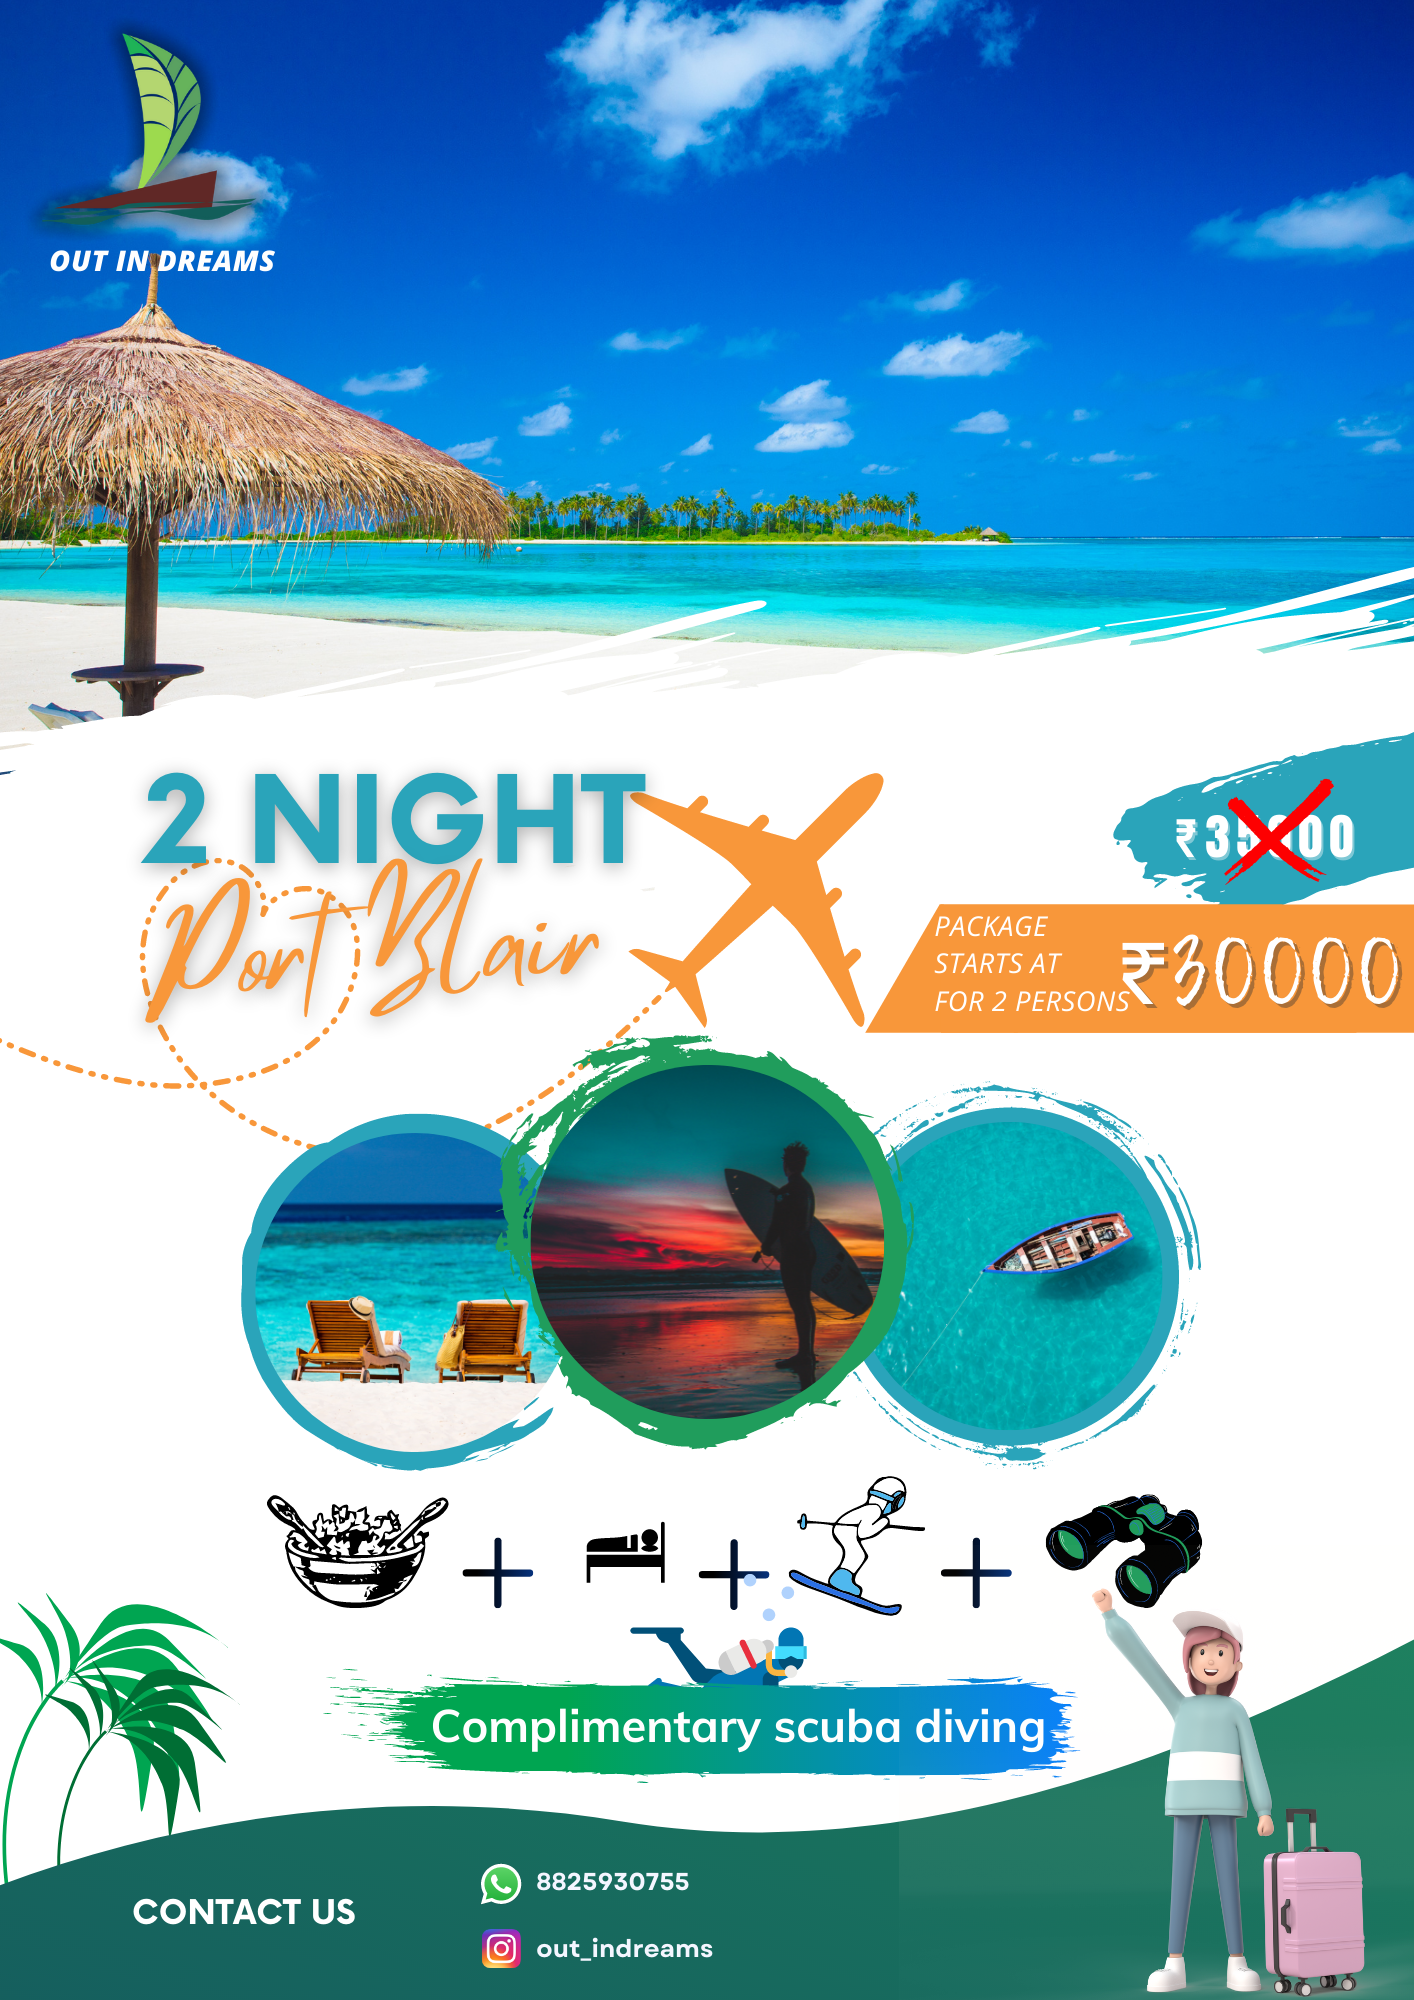 OUT IN DREAMS
2 NIGHT
Port Blair
₹35000
PACKAGE
STARTS AT
FOR 2 PERSONS
₹30000
Complimentary scuba diving
CONTACT US
8825930755
out_indreams